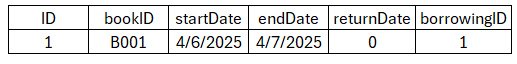 ID bookID startDate endDate returnDate borrowingID
1 B001 4/6/2025 4/7/2025 0 1